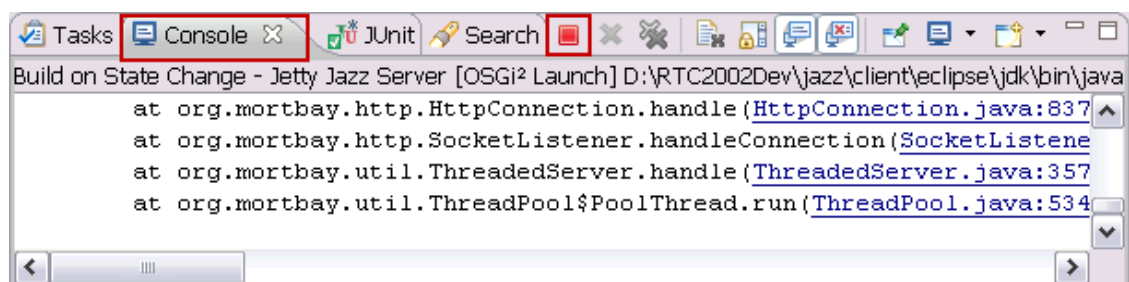 Tasks Console JUnit Search
Build on State Change - Jetty Jazz Server [OSGi² Launch] D:\RTC2002Dev\jazz\client\eclipse\jdk\bin\java
at org.mortbay.http.HttpConnection.handle(HttpConnection.java:837
at org.mortbay.http.SocketListener.handleConnection(SocketListene
at org.mortbay.util.ThreadedServer.handle(ThreadedServer.java:357
at org.mortbay.util.ThreadPool$PoolThread.run(ThreadPool.java:534